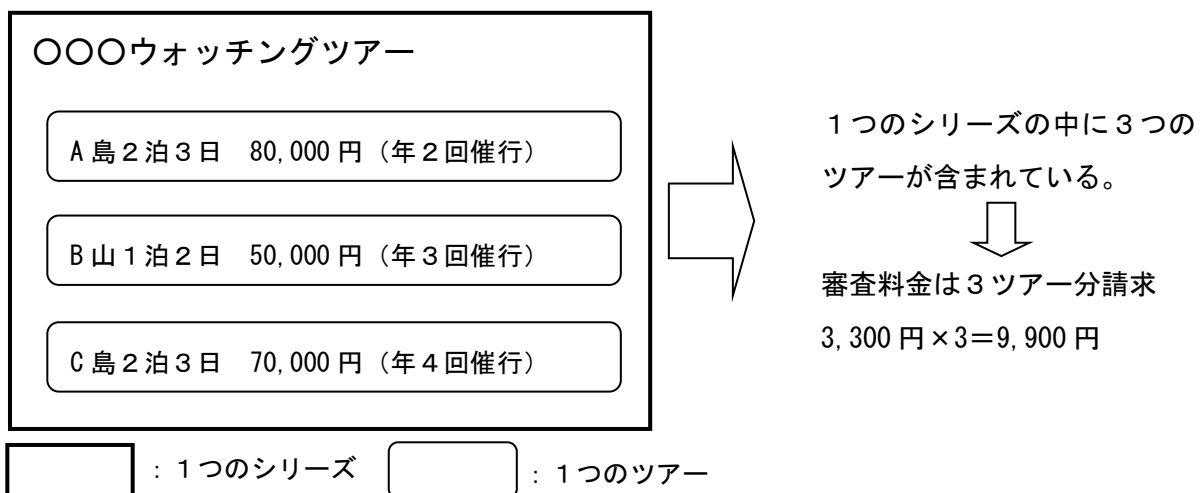 〇〇〇ウォッチングツアー
A島2泊3日　80,000円（年2回催行）
B山1泊2日　50,000円（年3回催行）
C島2泊3日　70,000円（年4回催行）
１つのシリーズの中に３つの
ツアーが含まれている。
審査料金は３ツアー分請求
3,300円×3＝9,900円
：１つのシリーズ
：１つのツアー